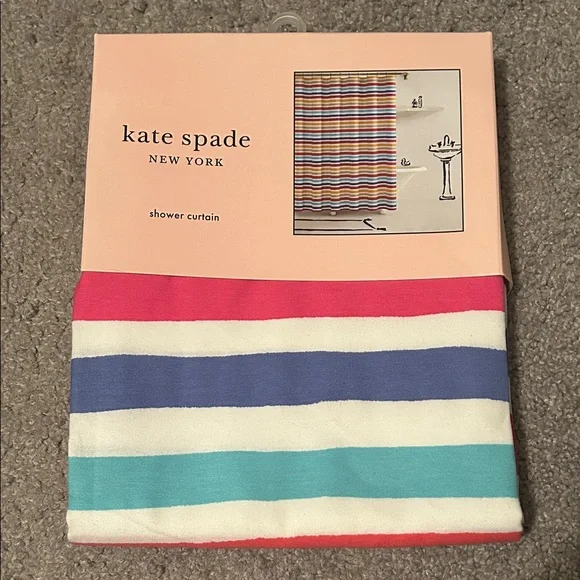 kate spade
NEW YORK
shower curtain